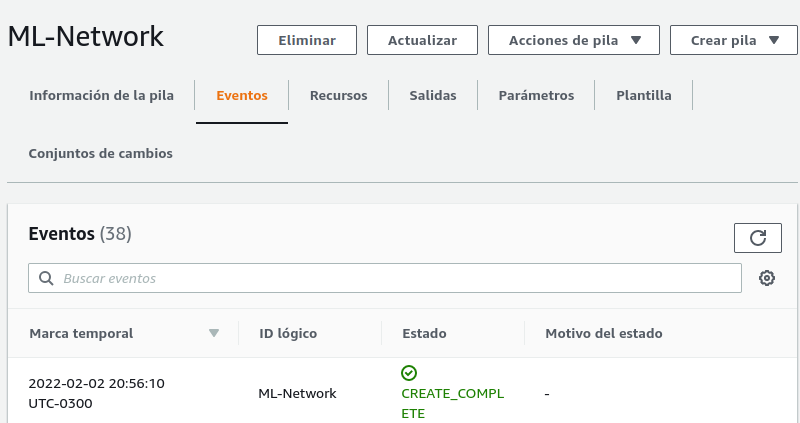 ML-Network
Eliminar
Actualizar
Acciones de pila
Crear pila
Información de la pila
Eventos
Recursos
Salidas
Parámetros
Plantilla
Conjuntos de cambios
Eventos (38)
Buscar eventos
Marca temporal
ID lógico
Estado
Motivo del estado
2022-02-02 20:56:10
UTC-0300
ML-Network
CREATE_COMPL
ETE
-